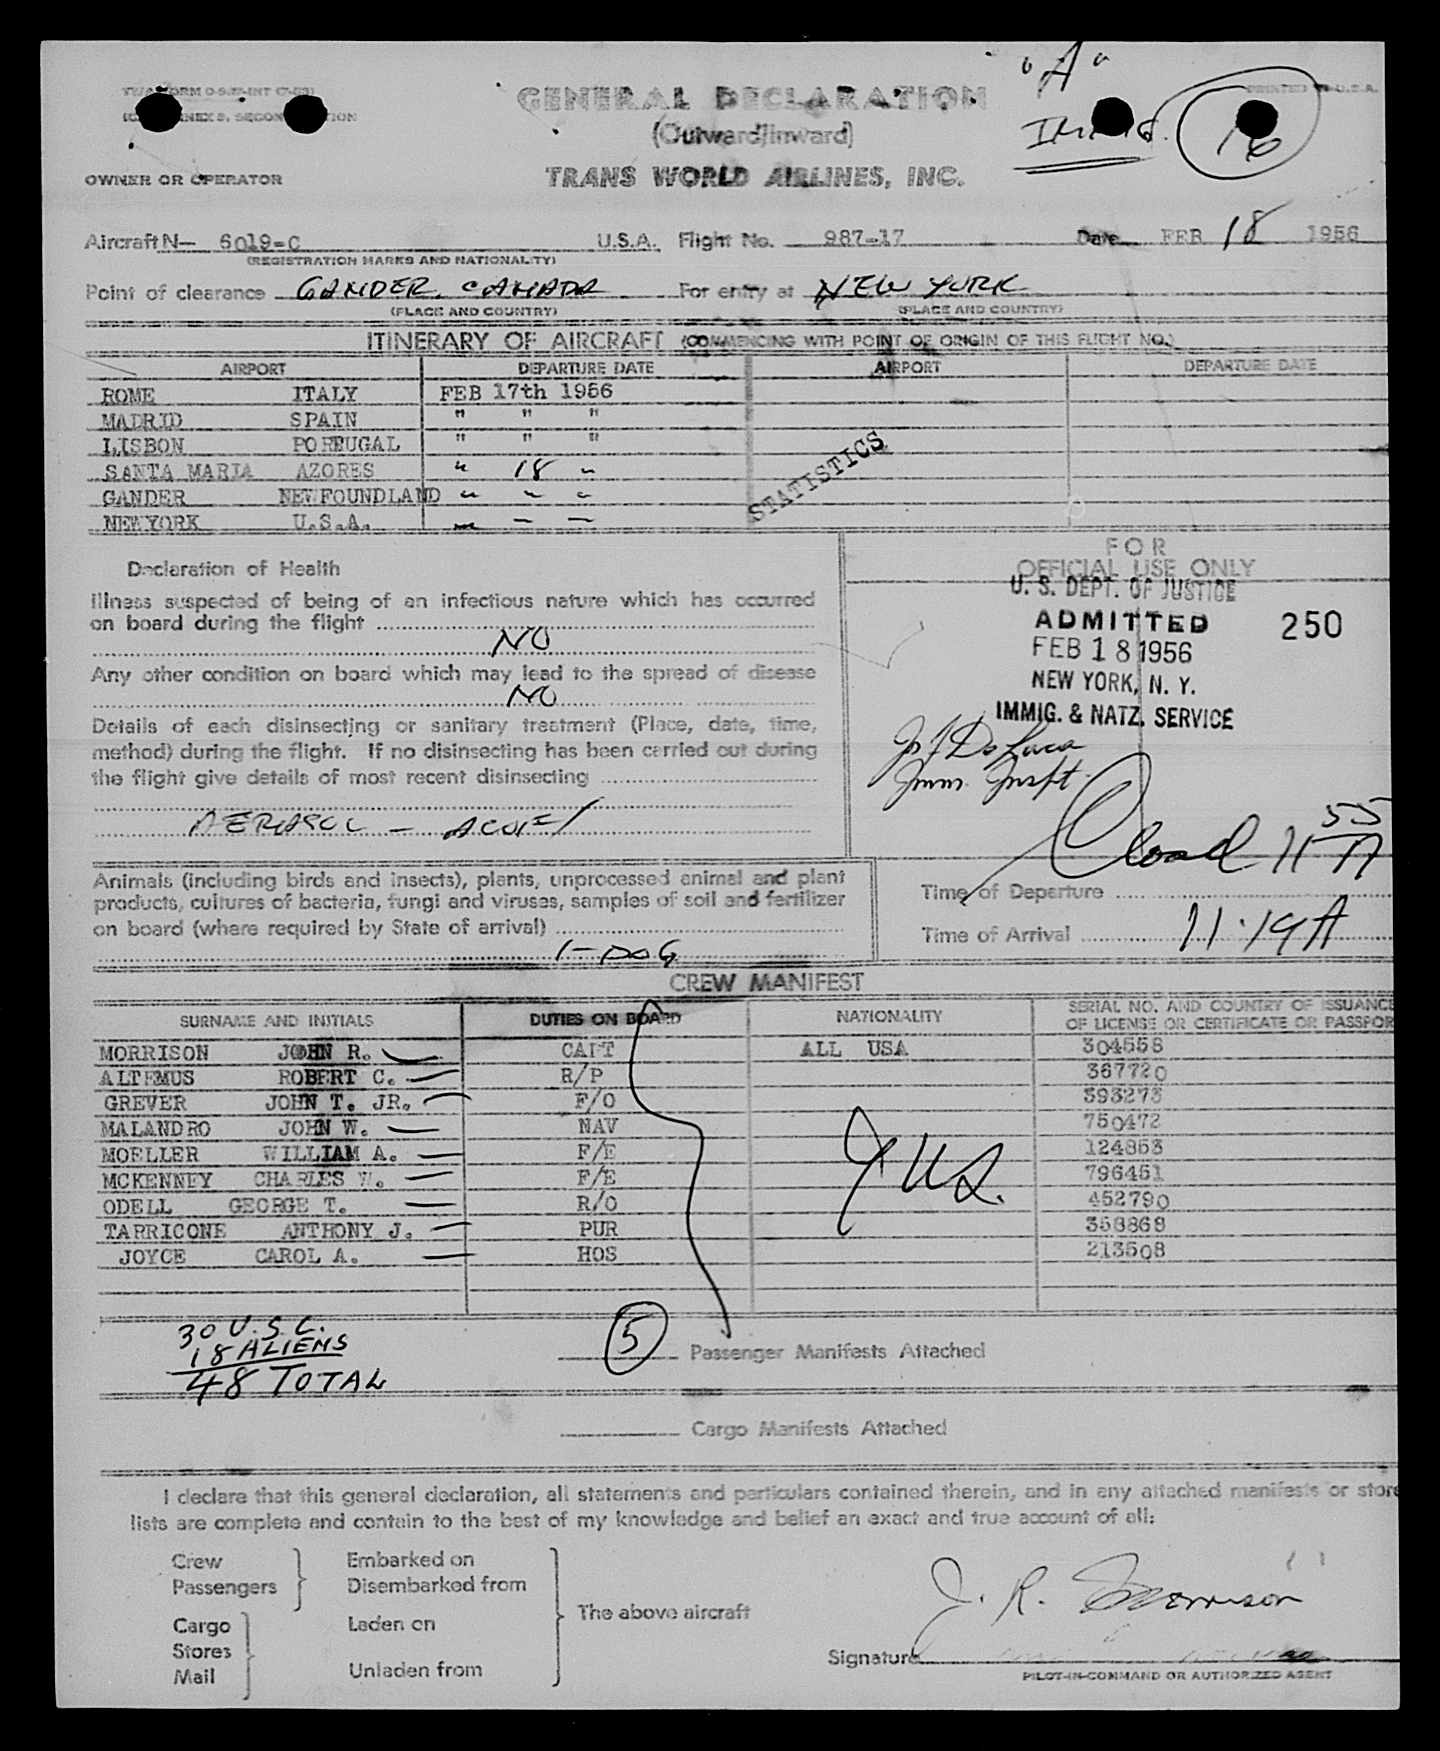 "A"
PRINTED IN U.S.A.
GENERAL DECLARATION
(Outward/Inward)
16
OWNER OR OPERATOR
TRANS WORLD AIRLINES, INC.
Aircraft N— 6019-C U.S.A. Flight No. 987-17 Date FEB 18 1956
(REGISTRATION MARKS AND NATIONALITY)
Point of clearance GANDER, CANADA For entry at NEW YORK
(PLACE AND COUNTRY) (PLACE AND COUNTRY)
ITINERARY OF AIRCRAFT (COMMENCING WITH POINT OF ORIGIN OF THIS FLIGHT NO.)
AIRPORT DEPARTURE DATE AIRPORT DEPARTURE DATE
ROME ITALY FEB 17th 1956
MADRID SPAIN " " "
LISBON PORTUGAL " " "
SANTA MARIA AZORES " 18 "
GANDER NEWFOUNDLAND " " "
NEWYORK U.S.A. " " "
STATISTICS
FOR
OFFICIAL USE ONLY
U. S. DEPT. OF JUSTICE
ADMITTED 250
FEB 18 1956
NEW YORK, N. Y.
IMMIG. & NATZ. SERVICE
Imm. Inspt.
Declaration of Health
Illness suspected of being of an infectious nature which has occurred
on board during the flight
NO
Any other condition on board which may lead to the spread of disease
NO
Details of each disinsecting or sanitary treatment (Place, date, time,
method) during the flight. If no disinsecting has been carried out during
the flight give details of most recent disinsecting
AEROSOL —
Animals (including birds and insects), plants, unprocessed animal and plant
products, cultures of bacteria, fungi and viruses, samples of soil and fertilizer
on board (where required by State of arrival)
1-DOG
Closed 11 55 A
Time of Departure
Time of Arrival 11·19A
CREW MANIFEST
SURNAME AND INITIALS DUTIES ON BOARD NATIONALITY SERIAL NO. AND COUNTRY OF ISSUANCE
OF LICENSE OR CERTIFICATE OR PASSPOR
MORRISON JOHN R. CAPT ALL USA 304558
ALTEMUS ROBERT C. R/P 367720
GREVER JOHN T. JR. F/O 393273
MALANDRO JOHN W. NAV 750472
MOELLER WILLIAM A. F/E 124853
MCKENNEY CHARLES W. F/E 796451
ODELL GEORGE T. R/O 452790
TARRICONE ANTHONY J. PUR 358868
JOYCE CAROL A. HOS 213508
30 U.S.C.
18 ALIENS
48 TOTAL
5 Passenger Manifests Attached
Cargo Manifests Attached
I declare that this general declaration, all statements and particulars contained therein, and in any attached manifests or store
lists are complete and contain to the best of my knowledge and belief an exact and true account of all:
Crew Embarked on
Passengers Disembarked from
The above aircraft
Cargo Laden on
Stores
Mail Unladen from
J. R. Morrison
Signature
PILOT-IN-COMMAND OR AUTHORIZED AGENT